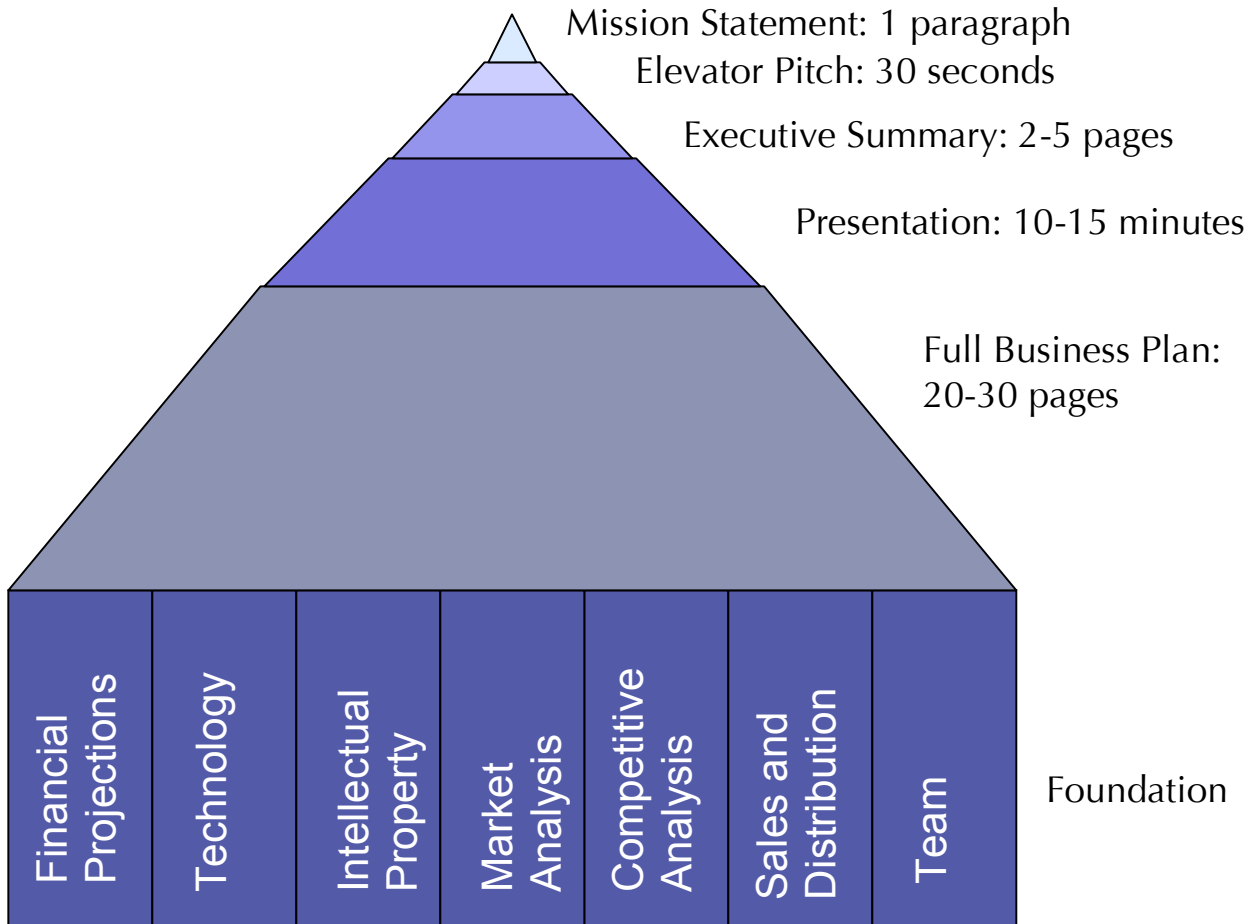 Mission Statement: 1 paragraph
Elevator Pitch: 30 seconds
Executive Summary: 2-5 pages
Presentation: 10-15 minutes
Full Business Plan:
20-30 pages
Financial
Projections
Technology
Intellectual
Property
Market
Analysis
Competitive
Analysis
Sales and
Distribution
Team
Foundation